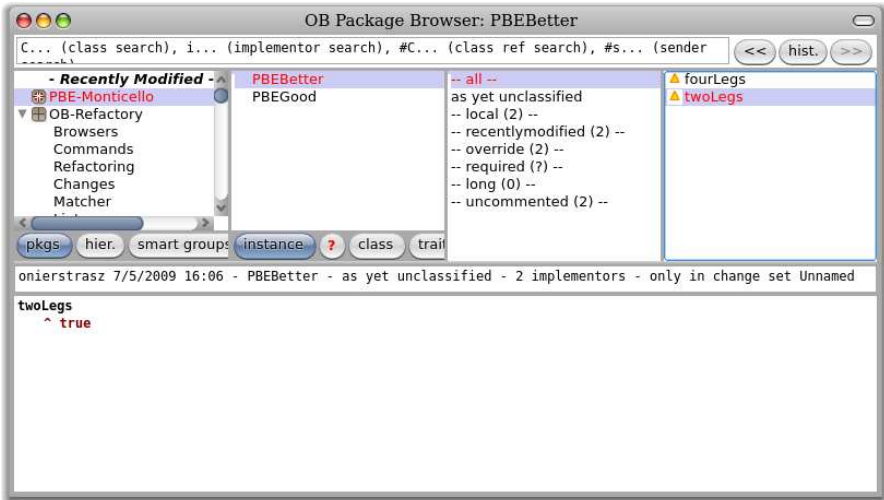 OB Package Browser: PBEBetter
C... (class search), i... (implementor search), #C... (class ref search), #s... (sender
search)
<< hist. >>
- Recently Modified -
PBE-Monticello
OB-Refactory
Browsers
Commands
Refactoring
Changes
Matcher
PBEBetter
PBEGood
-- all --
as yet unclassified
-- local (2) --
-- recentlymodified (2) --
-- override (2) --
-- required (?) --
-- long (0) --
-- uncommented (2) --
fourLegs
twoLegs
pkgs hier. smart groups instance ? class trait
onierstrasz 7/5/2009 16:06 - PBEBetter - as yet unclassified - 2 implementors - only in change set Unnamed
twoLegs
^ true